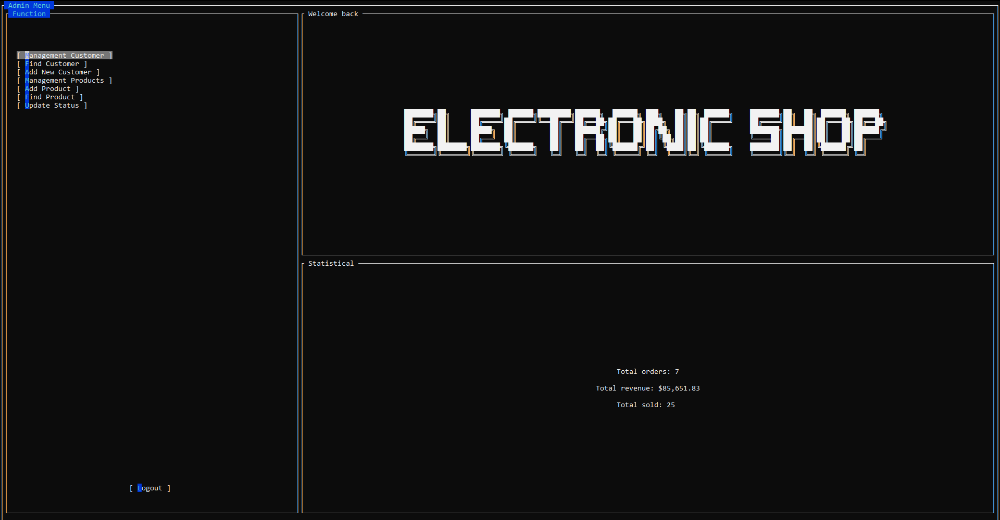 Admin Menu
Function
[ Management Customer ]
[ Find Customer ]
[ Add New Customer ]
[ Management Products ]
[ Add Product ]
[ Find Product ]
[ Update Status ]
[ Logout ]
Welcome back
ELECTRONIC SHOP
Statistical
Total orders: 7
Total revenue: $85,651.83
Total sold: 25